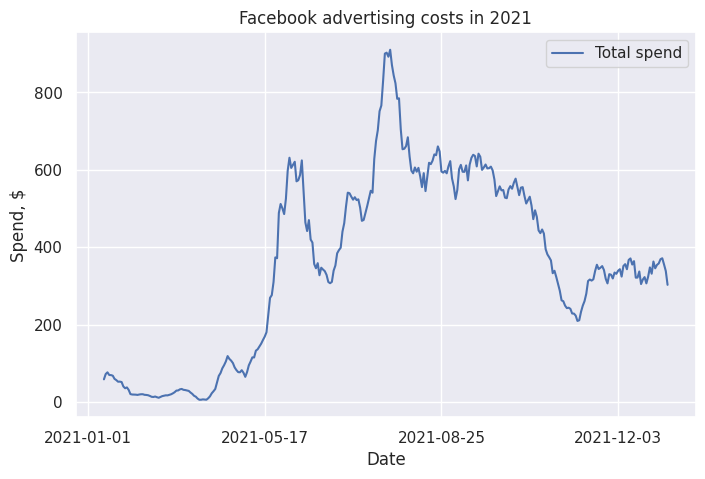 Facebook advertising costs in 2021
Total spend
800
600
400
200
0
Spend, $
2021-01-01
2021-05-17
2021-08-25
2021-12-03
Date